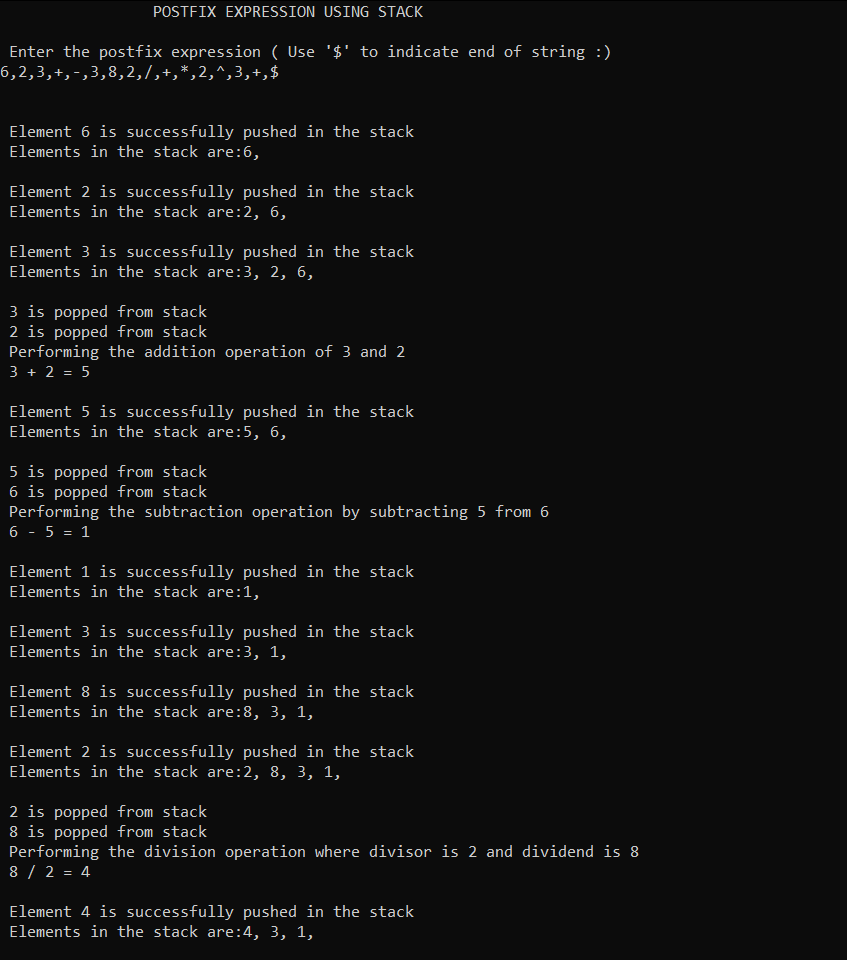 POSTFIX EXPRESSION USING STACK
Enter the postfix expression ( Use '$' to indicate end of string :)
6,2,3,+,-,3,8,2,/,+,*,2,^,3,+,$
Element 6 is successfully pushed in the stack
Elements in the stack are:6,
Element 2 is successfully pushed in the stack
Elements in the stack are:2, 6,
Element 3 is successfully pushed in the stack
Elements in the stack are:3, 2, 6,
3 is popped from stack
2 is popped from stack
Performing the addition operation of 3 and 2
3 + 2 = 5
Element 5 is successfully pushed in the stack
Elements in the stack are:5, 6,
5 is popped from stack
6 is popped from stack
Performing the subtraction operation by subtracting 5 from 6
6 - 5 = 1
Element 1 is successfully pushed in the stack
Elements in the stack are:1,
Element 3 is successfully pushed in the stack
Elements in the stack are:3, 1,
Element 8 is successfully pushed in the stack
Elements in the stack are:8, 3, 1,
Element 2 is successfully pushed in the stack
Elements in the stack are:2, 8, 3, 1,
2 is popped from stack
8 is popped from stack
Performing the division operation where divisor is 2 and dividend is 8
8 / 2 = 4
Element 4 is successfully pushed in the stack
Elements in the stack are:4, 3, 1,